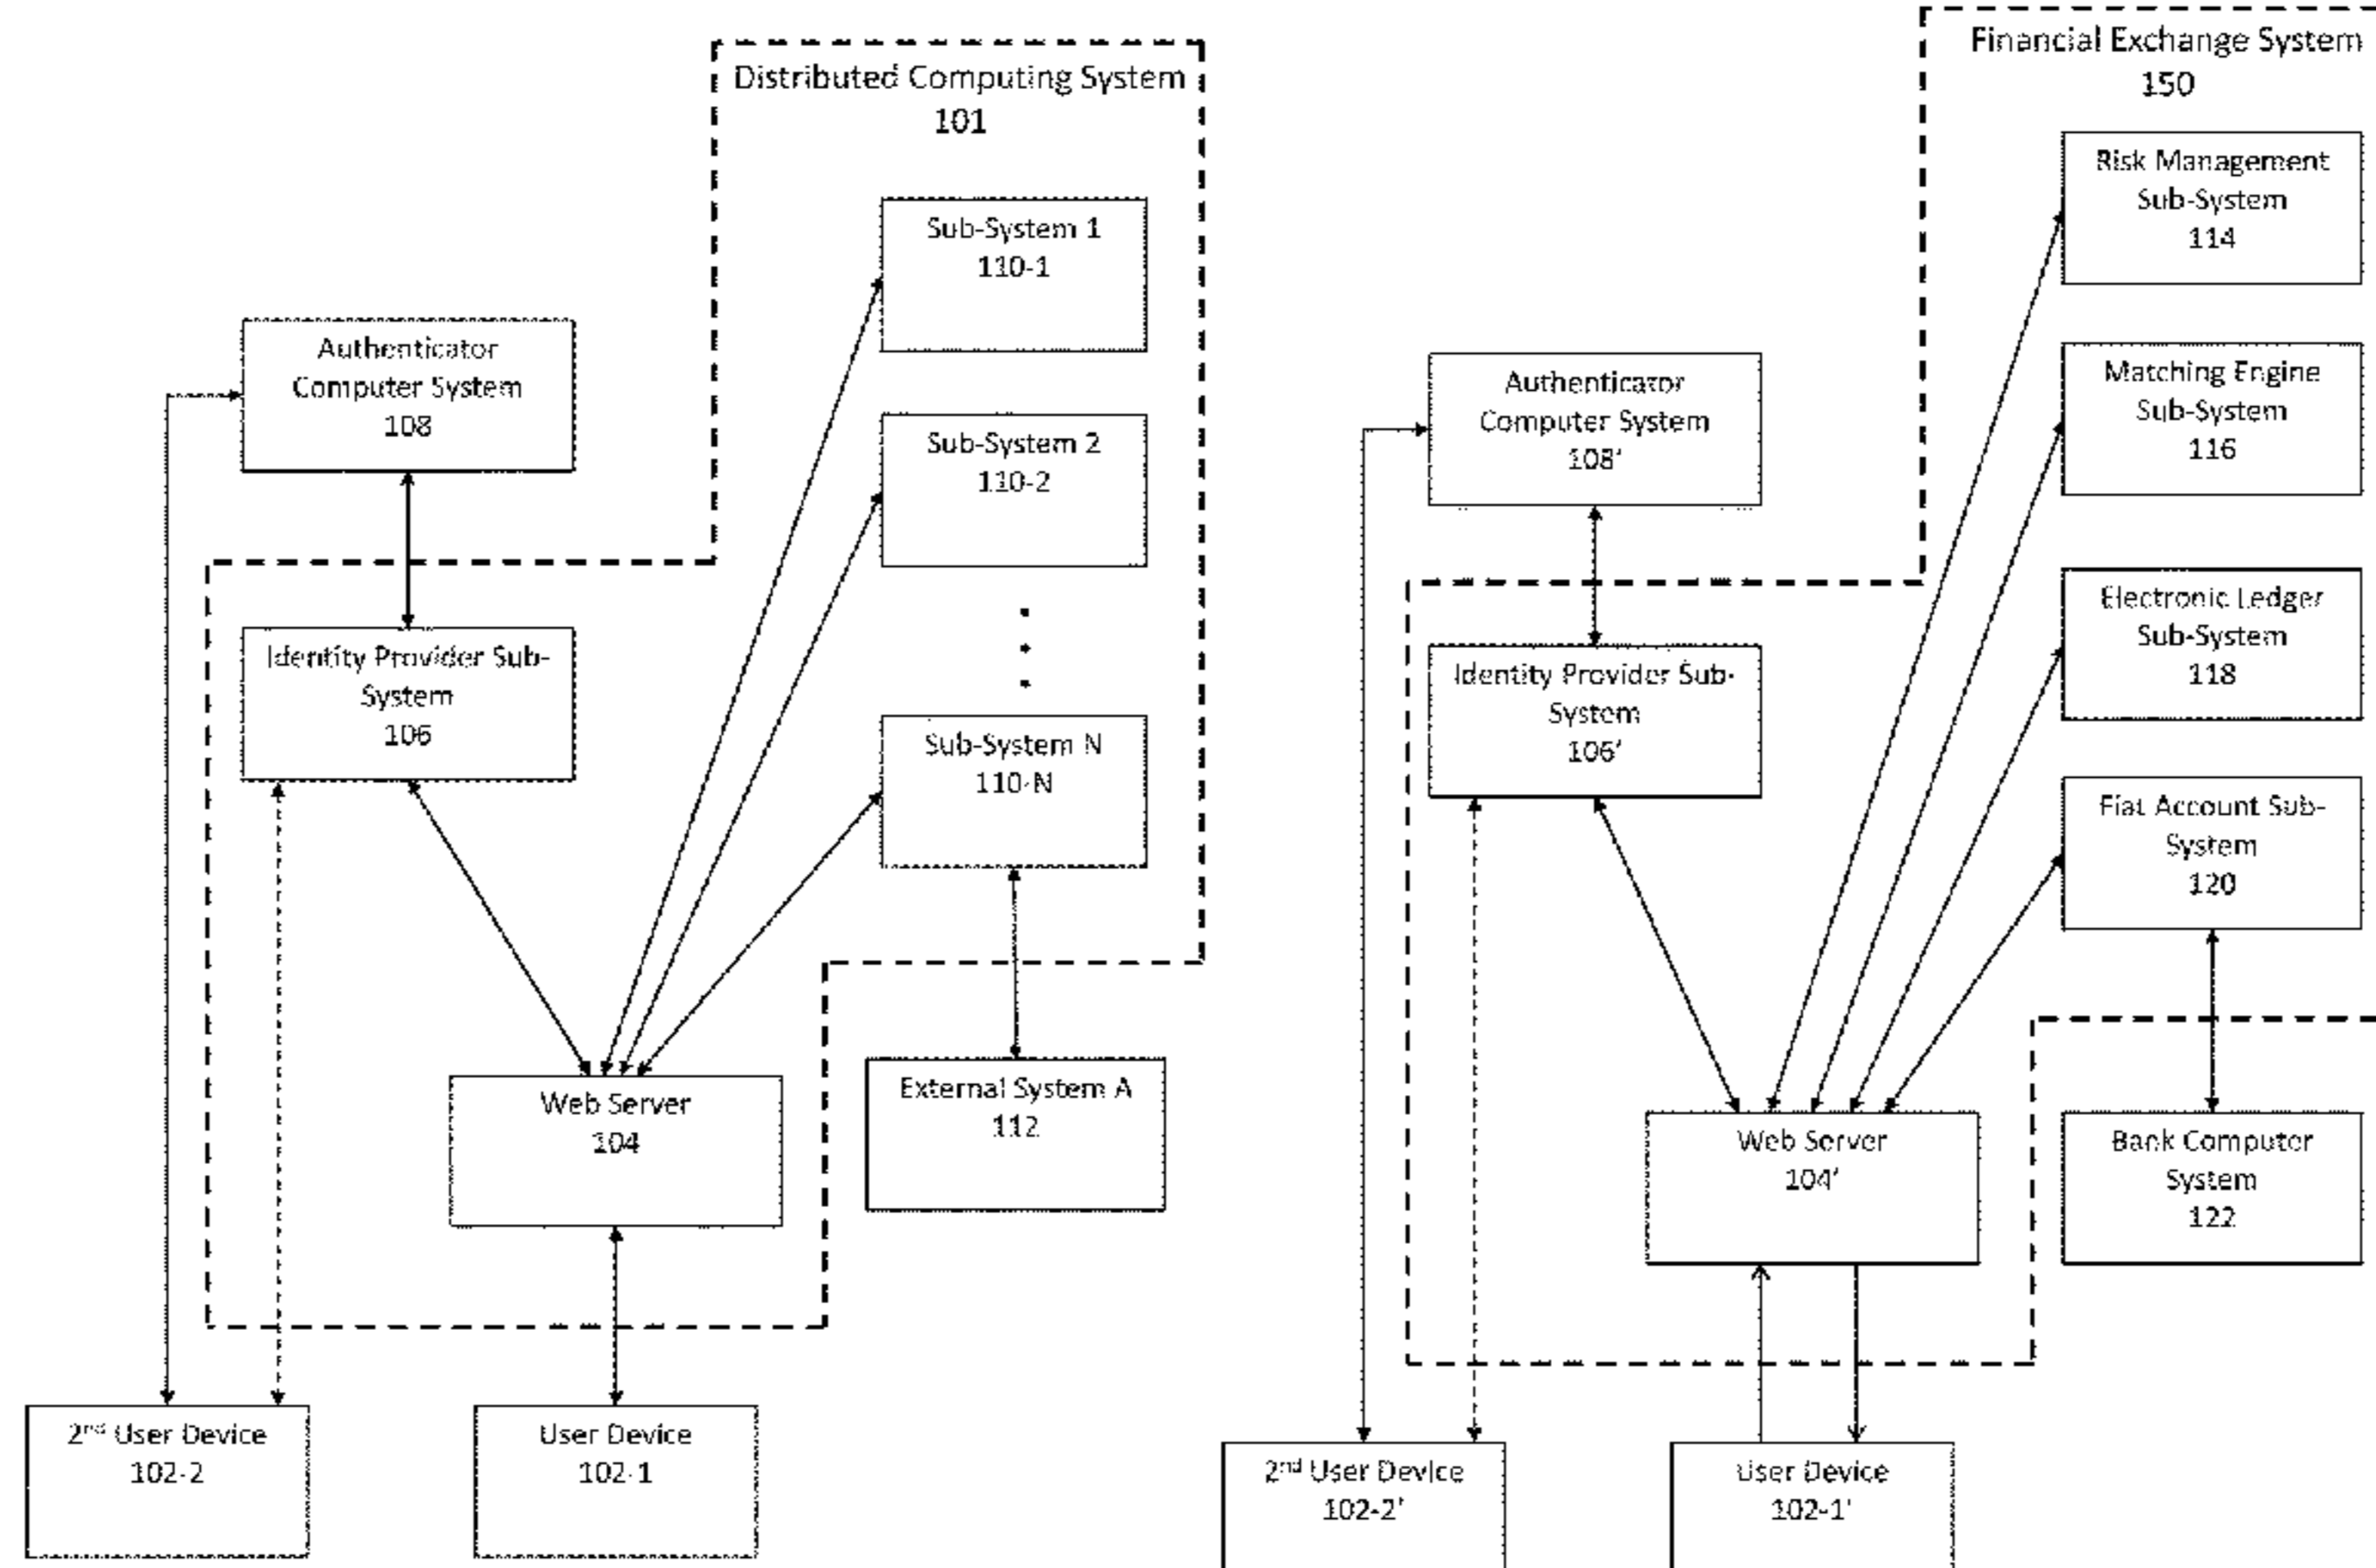 Distributed Computing System
101
Sub-System 1
110-1
Authenticator
Computer System
108
Sub-System 2
110-2
Identity Provider Sub-
System
106
Sub-System N
110-N
Web Server
104
External System A
112
2nd User Device
102-2
User Device
102-1
Financial Exchange System
150
Risk Management
Sub-System
114
Authenticator
Computer System
108'
Matching Engine
Sub-System
116
Electronic Ledger
Sub-System
118
Identity Provider Sub-
System
106'
Fiat Account Sub-
System
120
Web Server
104'
Bank Computer
System
122
2nd User Device
102-2'
User Device
102-1'